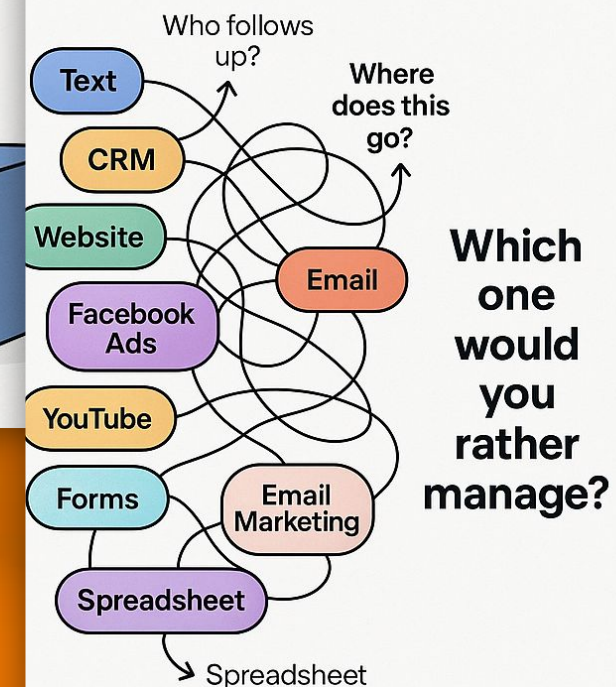 Who follows
up?
Text
Where
does this
go?
CRM
Website
Email
Which
one
would
you
rather
manage?
Facebook
Ads
YouTube
Forms
Email
Marketing
Spreadsheet
Spreadsheet